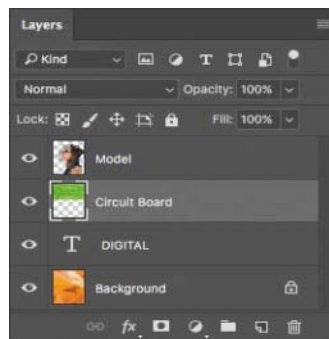 Layers
Kind
Normal Opacity: 100%
Lock: Fill: 100%
Model
Circuit Board
T DIGITAL
Background
fx